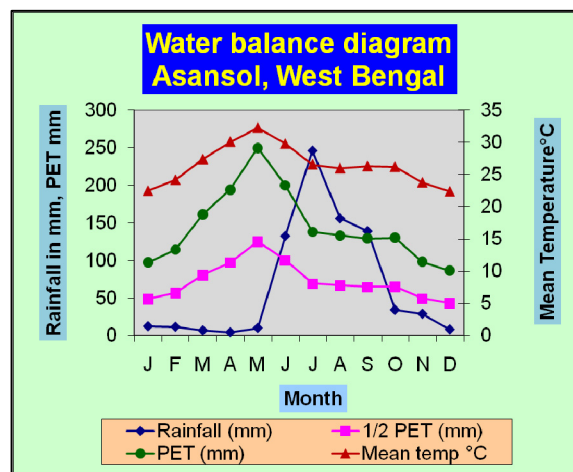 Water balance diagram
Asansol, West Bengal
Rainfall in mm, PET mm
300
250
200
150
100
50
0
35
30
25
20
15
10
5
0
Mean Temperature°C
J F M A M J J A S O N D
Month
Rainfall (mm) 1/2 PET (mm)
PET (mm) Mean temp °C